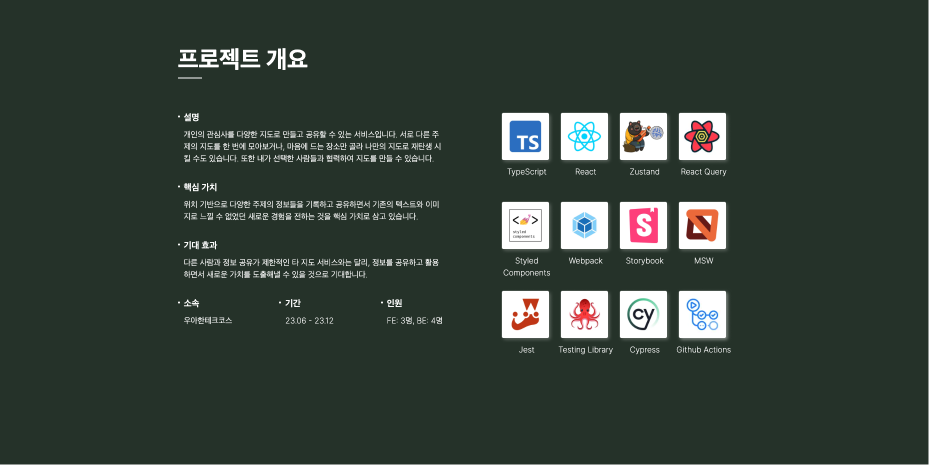 프로젝트 개요
• 설명
개인의 관심사를 다양한 지도로 만들고 공유할 수 있는 서비스입니다. 서로 다른 주
제의 지도를 한 번에 모아보거나, 마음에 드는 장소만 골라 나만의 지도로 재탄생 시
킬 수도 있습니다. 또한 내가 선택한 사람들과 협력하여 지도를 만들 수 있습니다.
• 핵심 가치
위치 기반으로 다양한 주제의 정보들을 기록하고 공유하면서 기존의 텍스트와 이미
지로 느낄 수 없었던 새로운 경험을 전하는 것을 핵심 가치로 삼고 있습니다.
• 기대 효과
다른 사람과 정보 공유가 제한적인 타 지도 서비스와는 달리, 정보를 공유하고 활용
하면서 새로운 가치를 도출해낼 수 있을 것으로 기대합니다.
• 소속
우아한테크코스
• 기간
23.06 - 23.12
• 인원
FE: 3명, BE: 4명
TS
TypeScript
React
Zustand
React Query
styled
components
Styled
Components
Webpack
S
Storybook
MSW
Jest
Testing Library
cy
Cypress
Github Actions